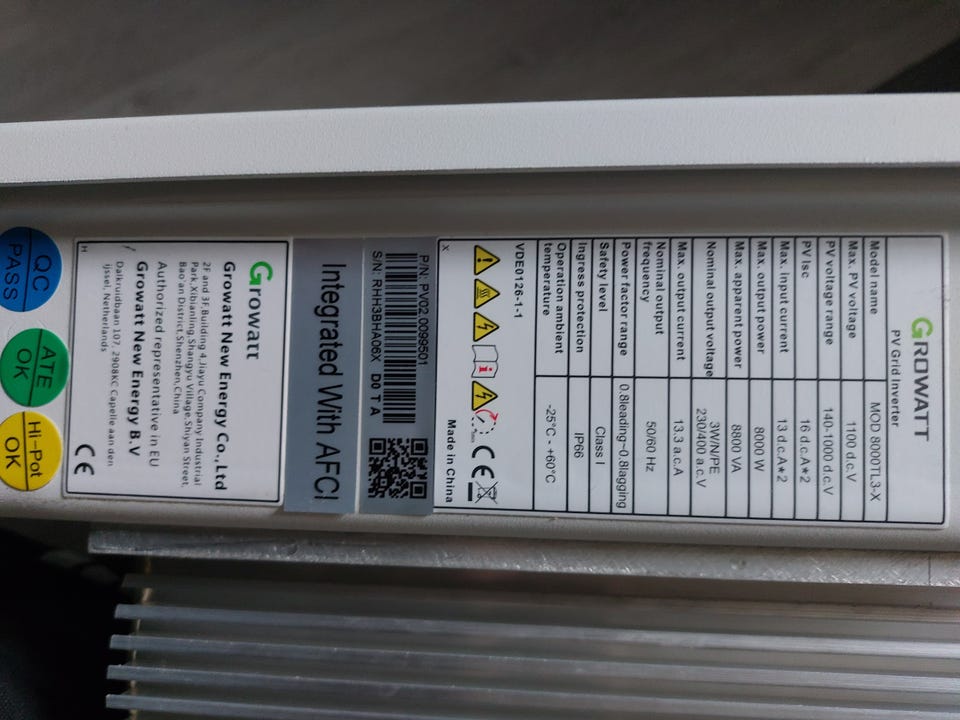 GROWATT
PV Grid Inverter
Model name MOD 8000TL3-X
Max. PV voltage 1100 d.c.V
PV voltage range 140-1000 d.c.V
PV Isc 16 d.c.A*2
Max. input current 13 d.c.A*2
Max. output power 8000 W
Max. apparent power 8800 VA
Nominal output voltage 3W/N/PE 230/400 a.c.V
Max. output current 13.3 a.c.A
Nominal output frequency 50/60 Hz
Power factor range 0.8leading~0.8lagging
Safety level Class I
Ingress protection IP66
Operation ambient temperature -25°C - +60°C
VDE0126-1-1
CE
Made in China
X
P/N: PV02.0099501
S/N: RHH3BHA06X D0 T A
Integrated With AFCI
Growatt
Growatt New Energy Co.,Ltd
2F and 3F,Building 4,Jiayu Company Industrial
Park,Xibianling,Shangyu Village,Shiyan Street,
Bao'an District,Shenzhen,China
Authorized representative in EU
Growatt New Energy B.V
Daikruidbaan 107, 2908KC Capelle aan den
ijssel, Netherlands
CE
H
QC
PASS
ATE
OK
Hi-Pot
OK